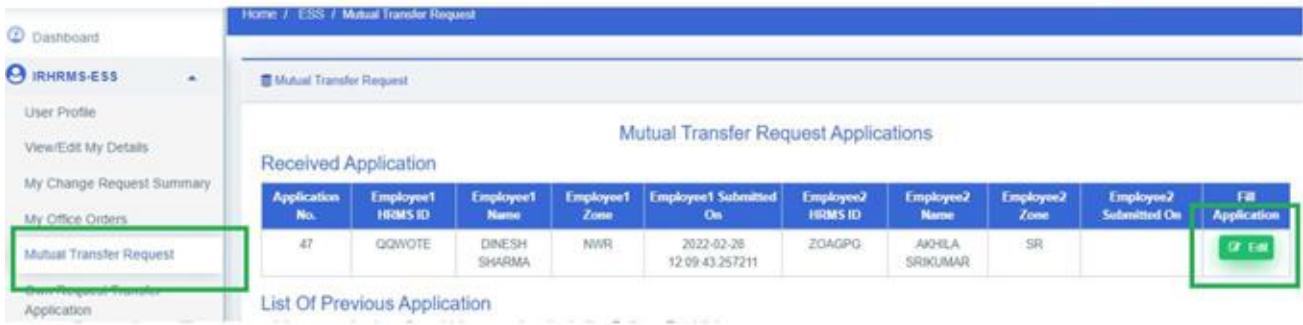 Home / ESS / Mutual Transfer Request
Dashboard
IRHRMS-ESS
User Profile
View/Edit My Details
My Change Request Summary
My Office Orders
Mutual Transfer Request
Own Request Transfer
Application
Mutual Transfer Request
Mutual Transfer Request Applications
Received Application
Application No. Employee1 HRMS ID Employee1 Name Employee1 Zone Employee1 Submitted On Employee2 HRMS ID Employee2 Name Employee2 Zone Employee2 Submitted On Fill Application
47 QQWOTE DINESH SHARMA NWR 2022-02-28 12:09:43.257211 ZOAGPG AKHILA SRIKUMAR SR Edit
List Of Previous Application